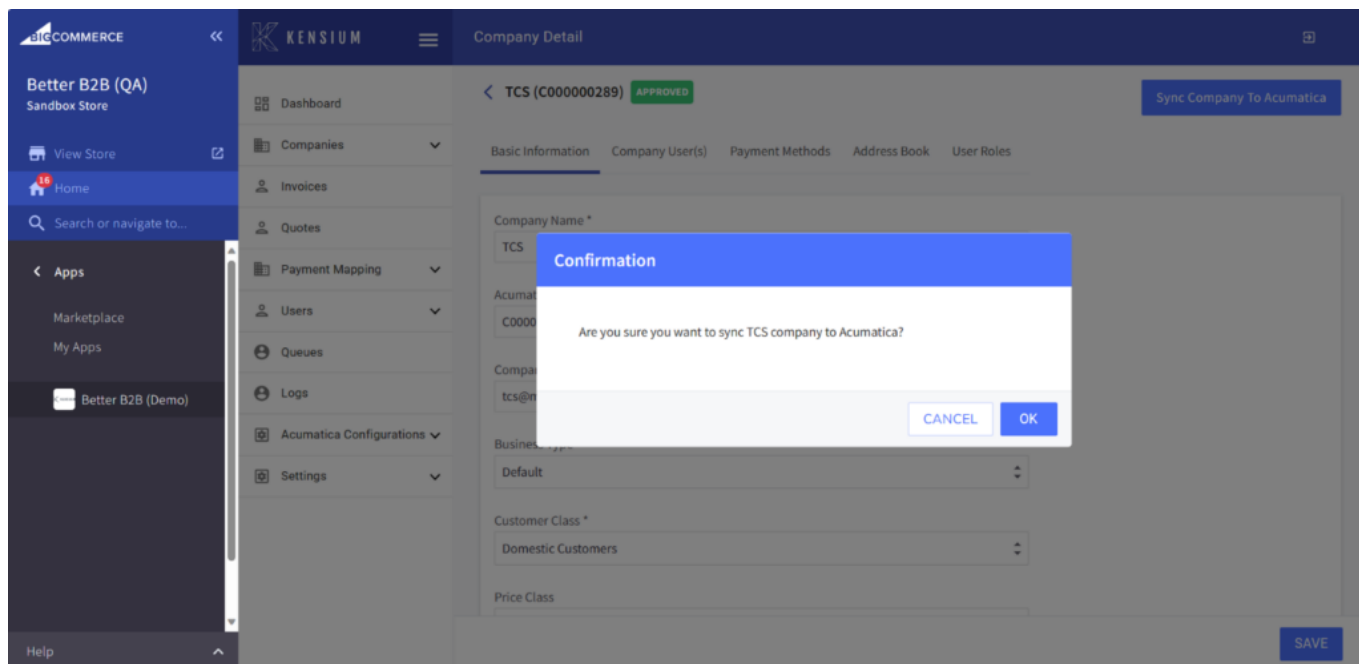 BIGCOMMERCE
Better B2B (QA)
Sandbox Store
View Store
16
Home
Search or navigate to...
Apps
Marketplace
My Apps
Better B2B (Demo)
Help
KENSIUM
Dashboard
Companies
Invoices
Quotes
Payment Mapping
Users
Queues
Logs
Acumatica Configurations
Settings
Company Detail
TCS (C000000289) APPROVED
Sync Company To Acumatica
Basic Information Company User(s) Payment Methods Address Book User Roles
Company Name *
TCS
Confirmation
Are you sure you want to sync TCS company to Acumatica?
CANCEL OK
Business Type
Default
Customer Class *
Domestic Customers
Price Class
SAVE